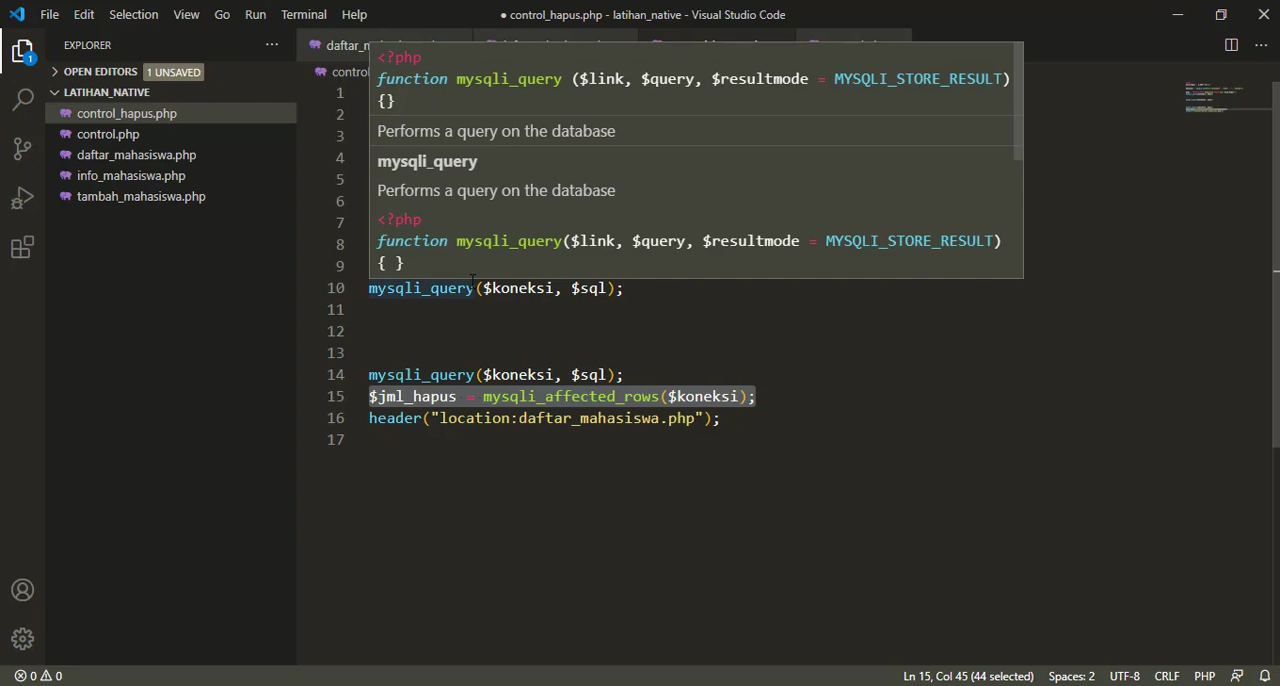 File Edit Selection View Go Run Terminal Help
● control_hapus.php - latihan_native - Visual Studio Code
1
EXPLORER ···
OPEN EDITORS 1 UNSAVED
LATIHAN_NATIVE
control_hapus.php
control.php
daftar_mahasiswa.php
info_mahasiswa.php
tambah_mahasiswa.php
<?php
function mysqli_query ($link, $query, $resultmode = MYSQLI_STORE_RESULT)
{}
Performs a query on the database
mysqli_query
Performs a query on the database
<?php
function mysqli_query($link, $query, $resultmode = MYSQLI_STORE_RESULT)
{ }
1
2
3
4
5
6
7
8
9
10 mysqli_query($koneksi, $sql);
11
12
13
14 mysqli_query($koneksi, $sql);
15 $jml_hapus = mysqli_affected_rows($koneksi);
16 header("location:daftar_mahasiswa.php");
17
0 0
Ln 15, Col 45 (44 selected) Spaces: 2 UTF-8 CRLF PHP